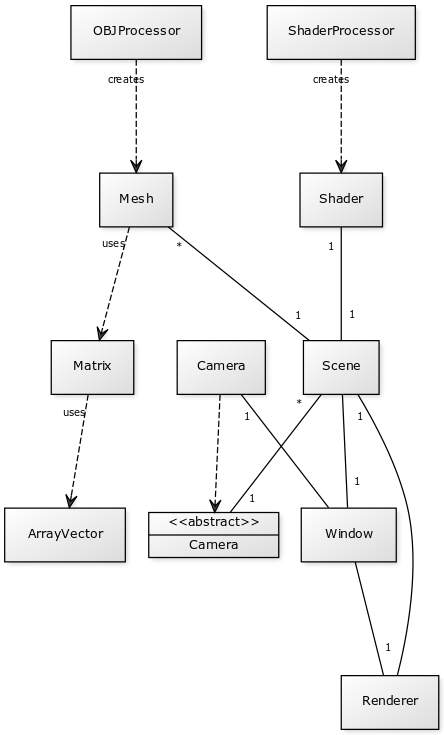 OBJProcessor
ShaderProcessor
creates
creates
Mesh
Shader
uses
*
1
1
1
Matrix
Camera
Scene
uses
1
*
1
1
1
ArrayVector
<<abstract>>
Camera
Window
1
Renderer